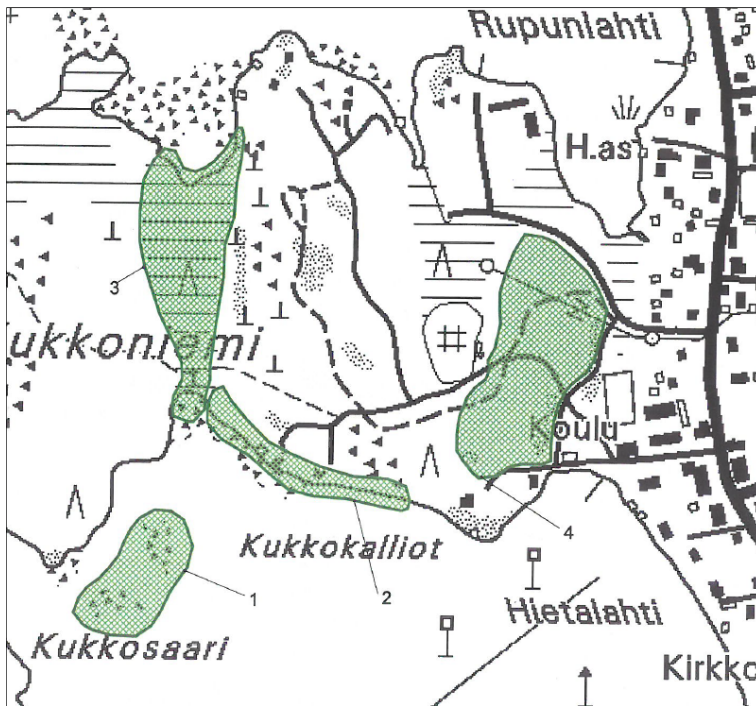 Rupunlahti
H.as
3
ukkoniemi
Koulu
4
Kukkokalliot
2
1
Hietalahti
Kukkosaari
Kirkko